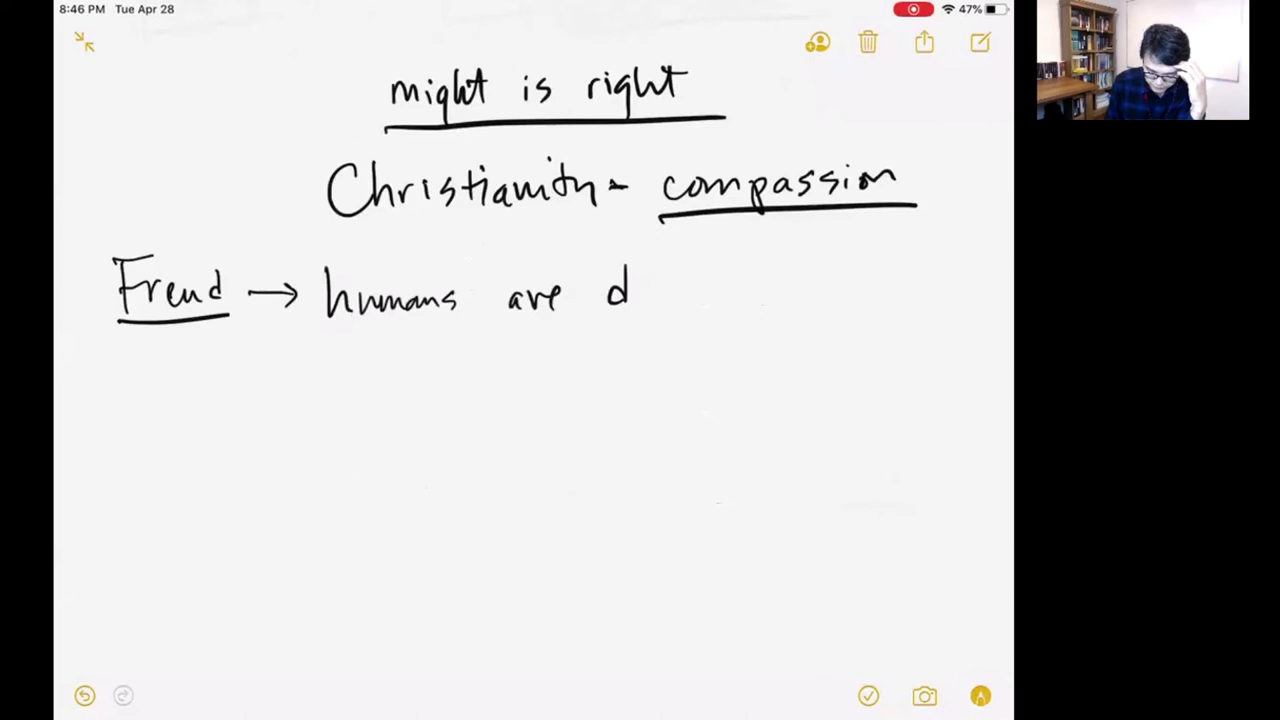 8:46 PM Tue Apr 28 47%
might is right
Christianity - compassion
Freud → humans are d